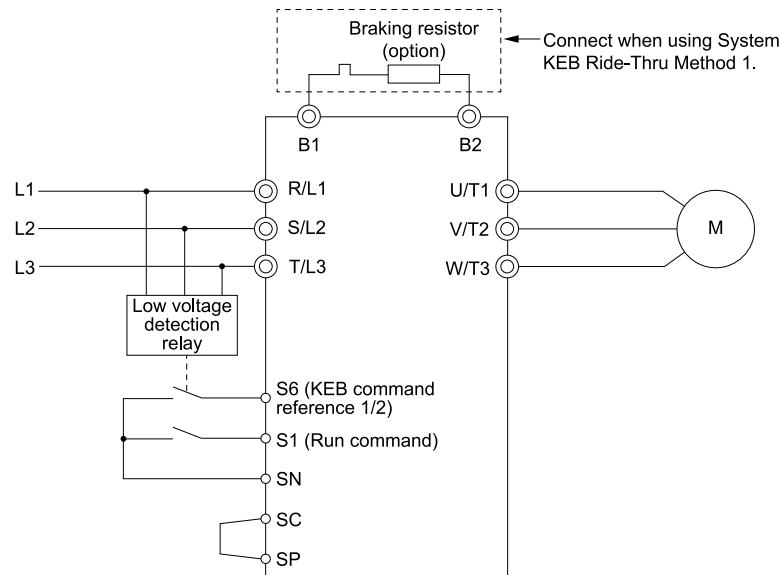 Braking resistor
(option)
Connect when using System
KEB Ride-Thru Method 1.
B1
B2
L1
R/L1
U/T1
L2
S/L2
V/T2
M
L3
T/L3
W/T3
Low voltage
detection
relay
S6 (KEB command
reference 1/2)
S1 (Run command)
SN
SC
SP